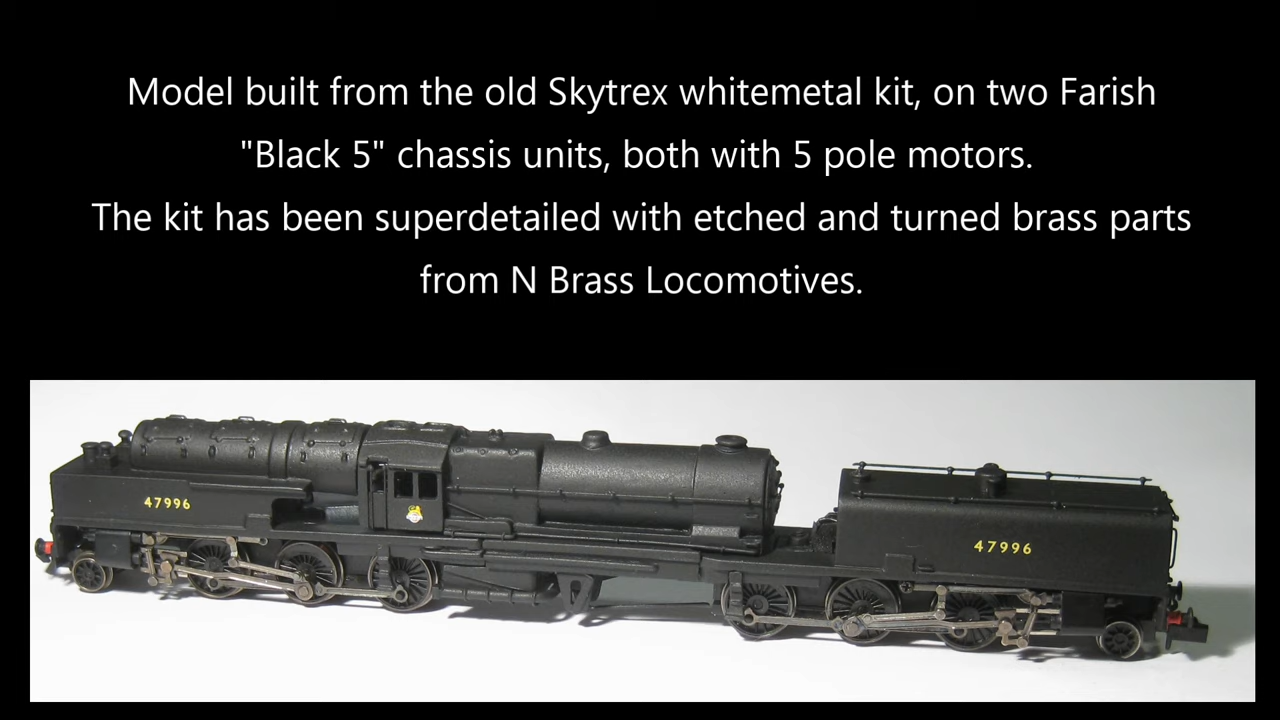 Model built from the old Skytrex whitemetal kit, on two Farish
"Black 5" chassis units, both with 5 pole motors.
The kit has been superdetailed with etched and turned brass parts
from N Brass Locomotives.
47996
47996